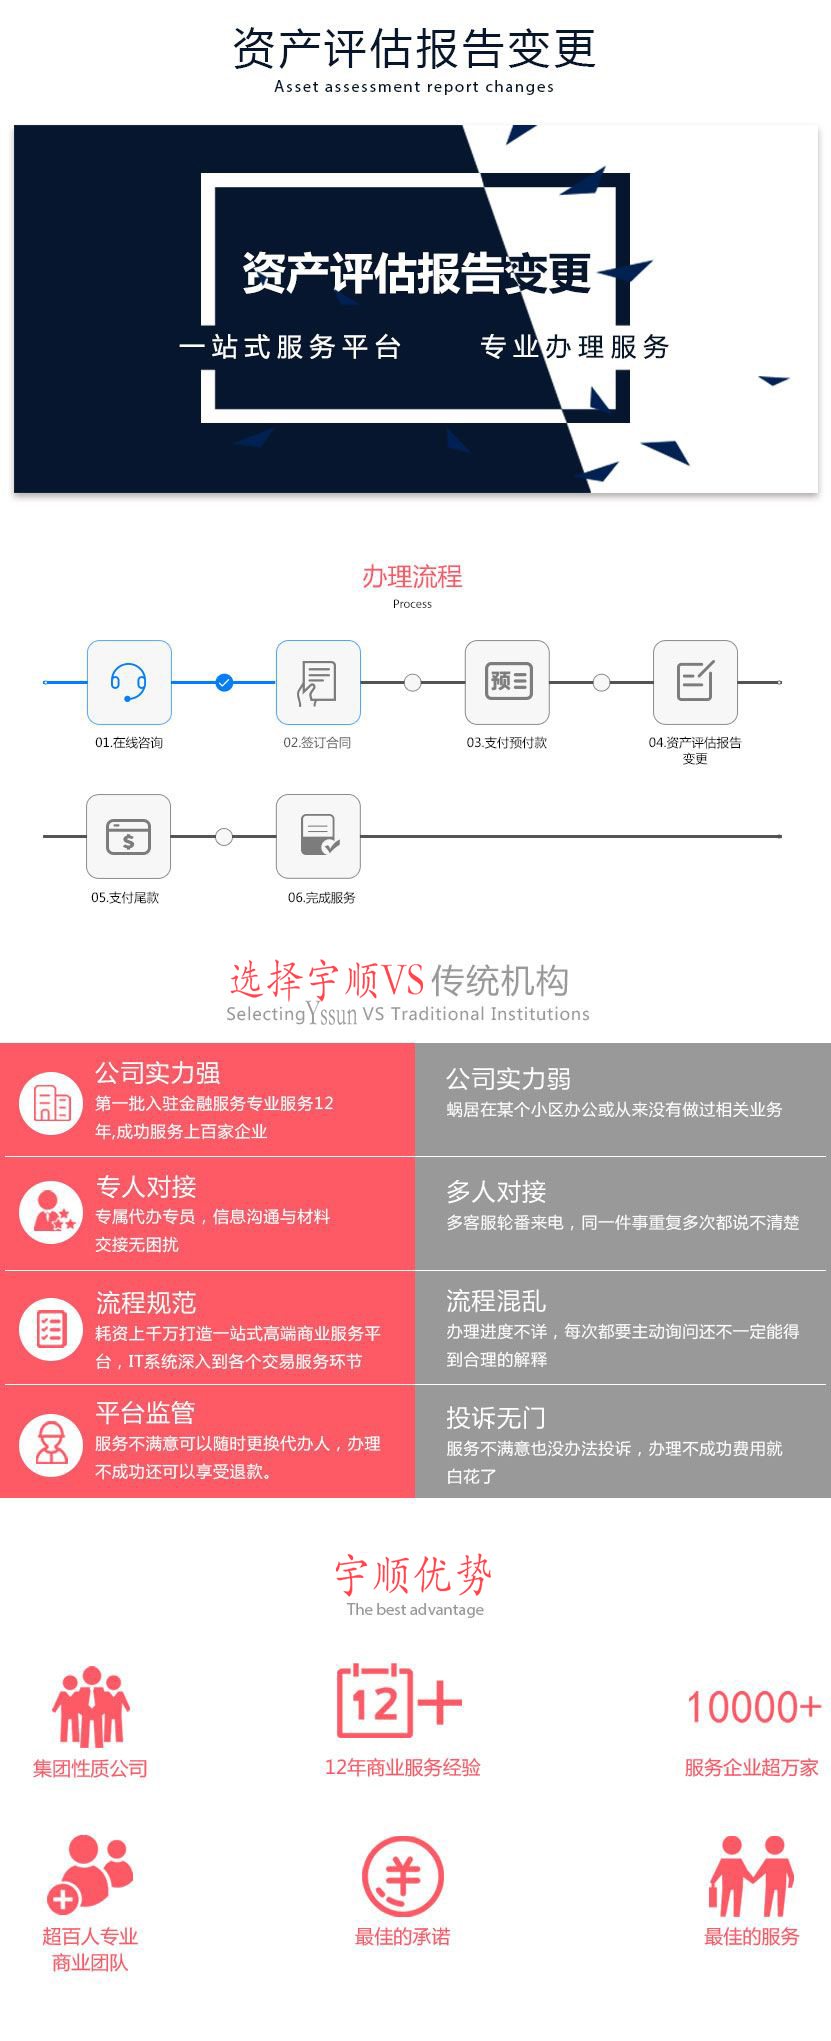 资产评估报告变更
Asset assessment report changes
资产评估报告变更
一站式服务平台 专业办理服务
办理流程
Process
预
01.在线咨询
02.签订合同
03.支付预付款
04.资产评估报告
变更
$
05.支付尾款
06.完成服务
选择宇顺VS 传统机构
Selecting Yssun VS Traditional Institutions
公司实力强
第一批入驻金融服务专业服务12
年,成功服务上百家企业
公司实力弱
蜗居在某个小区办公或从来没有做过相关业务
专人对接
专属代办专员，信息沟通与材料
交接无困扰
多人对接
多客服轮番来电，同一件事重复多次都说不清楚
流程规范
耗资上千万打造一站式高端商业服务平
台，IT系统深入到各个交易服务环节
流程混乱
办理进度不详，每次都要主动询问还不一定能得
到合理的解释
平台监管
服务不满意可以随时更换代办人，办理
不成功还可以享受退款。
投诉无门
服务不满意也没办法投诉，办理不成功费用就
白花了
宇顺优势
The best advantage
12+
10000+
集团性质公司
12年商业服务经验
服务企业超万家
¥
超百人专业
商业团队
最佳的承诺
最佳的服务